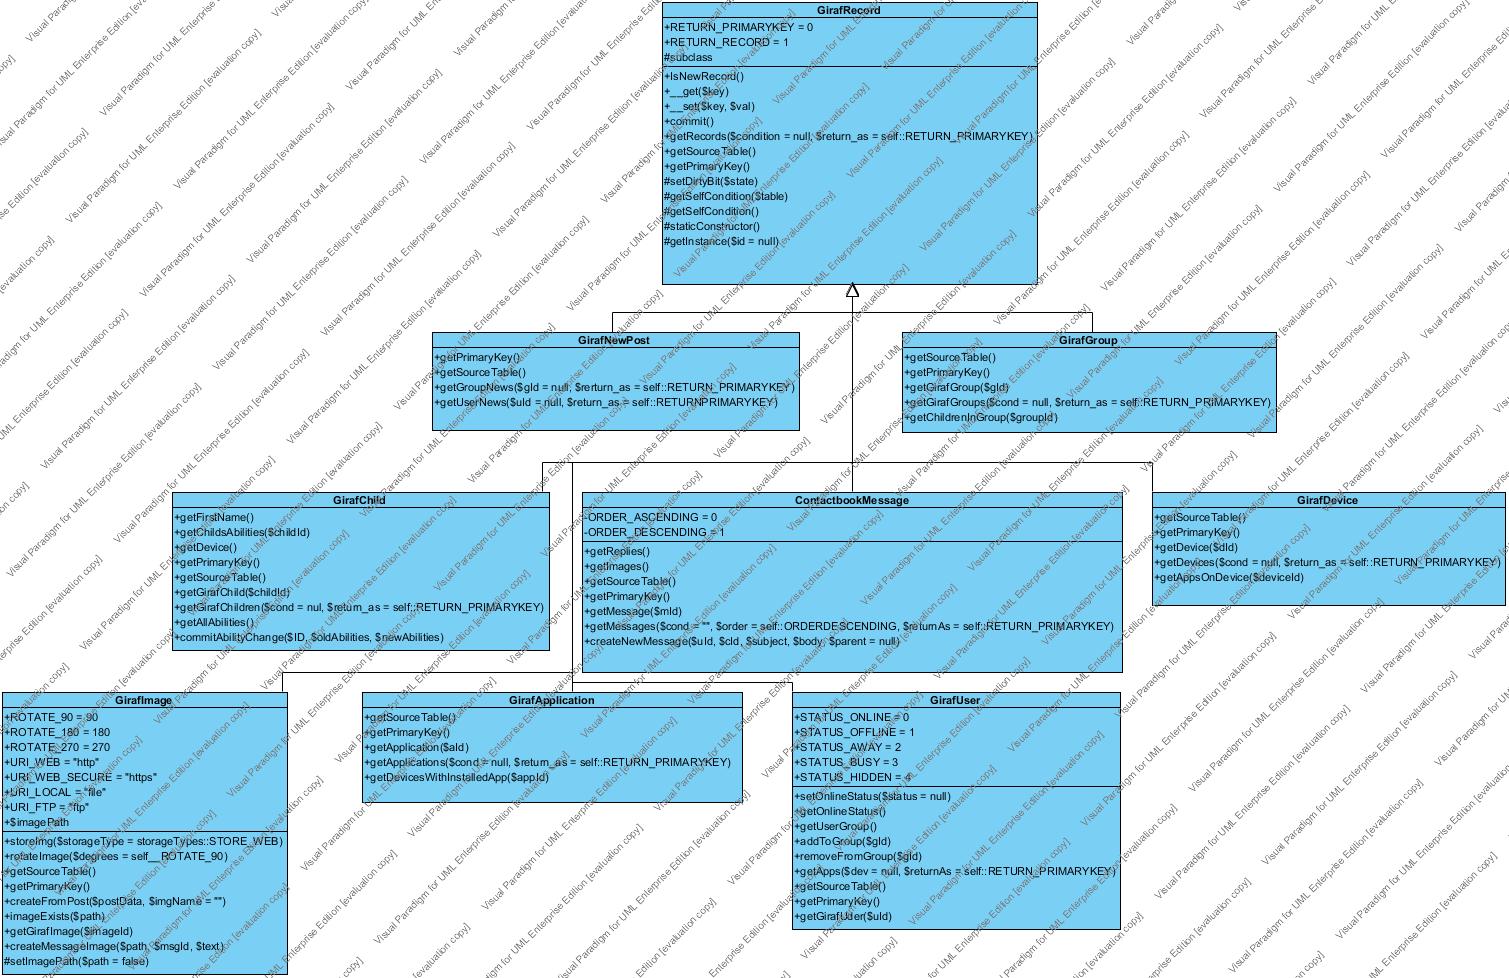 GirafRecord
+RETURN_PRIMARYKEY = 0
+RETURN_RECORD = 1
#subclass
+IsNewRecord()
+__get($key)
+__set($key, $val)
+commit()
+getRecords($condition = null, $return_as = self::RETURN_PRIMARYKEY)
+getSourceTable()
+getPrimaryKey()
#setDirtyBit($state)
#getSelfCondition($table)
#getSelfCondition()
#staticConstructor()
#getInstance($id = null)
GirafNewPost
+getPrimaryKey()
+getSourceTable()
+getGroupNews($gId = null, $rerturn_as = self::RETURN_PRIMARYKEY)
+getUserNews($uId = null, $return_as = self::RETURNPRIMARYKEY)
GirafGroup
+getSourceTable()
+getPrimaryKey()
+getGirafGroup($gId)
+getGirafGroups($cond = null, $return_as = self::RETURN_PRIMARYKEY)
+getChildrenInGroup($groupId)
GirafChild
+getFirstName()
+getChildsAbilities($childId)
+getDevice()
+getPrimaryKey()
+getSourceTable()
+getGirafChild($childId)
+getGirafChildren($cond = nul, $return_as = self::RETURN_PRIMARYKEY)
+getAllAbilities()
+commitAbilityChange($ID, $oldAbilities, $newAbilities)
ContactbookMessage
-ORDER_ASCENDING = 0
-ORDER_DESCENDING = 1
+getReplies()
+getImages()
+getSourceTable()
+getPrimaryKey()
+getMessage($mId)
+getMessages($cond = "", $order = self::ORDERDESCENDING, $returnAs = self::RETURN_PRIMARYKEY)
+createNewMessage($uId, $cId, $subject, $body, $parent = null)
GirafDevice
+getSourceTable()
+getPrimaryKey()
+getDevice($dId)
+getDevices($cond = null, $return_as = self::RETURN_PRIMARYKEY)
+getAppsOnDevice($deviceId)
GirafImage
+ROTATE_90 = 90
+ROTATE_180 = 180
+ROTATE_270 = 270
+URI_WEB = "http"
+URI_WEB_SECURE = "https"
+URI_LOCAL = "file"
+URI_FTP = "ftp"
+$imagePath
+storeImg($storageType = storageTypes::STORE_WEB)
+rotateImage($degrees = self__ROTATE_90)
+getSourceTable()
+getPrimaryKey()
+createFromPost($postData, $imgName = "")
+imageExists($path)
+getGirafImage($imageId)
+createMessageImage($path, $msgId, $text)
#setImagePath($path = false)
GirafApplication
+getSourceTable()
+getPrimaryKey()
+getApplication($aId)
+getApplications($cond = null, $return_as = self::RETURN_PRIMARYKEY)
+getDevicesWithInstalledApp($appId)
GirafUser
+STATUS_ONLINE = 0
+STATUS_OFFLINE = 1
+STATUS_AWAY = 2
+STATUS_BUSY = 3
+STATUS_HIDDEN = 4
+setOnlineStatus($status = null)
+getOnlineStatus()
+getUserGroup()
+addToGroup($gId)
+removeFromGroup($gId)
+getApps($dev = null, $returnAs = self::RETURN_PRIMARYKEY)
+getSourceTable()
+getPrimaryKey()
+getGirafUder($uId)
Visual Paradigm for UML Enterprise Edition [evaluation copy]